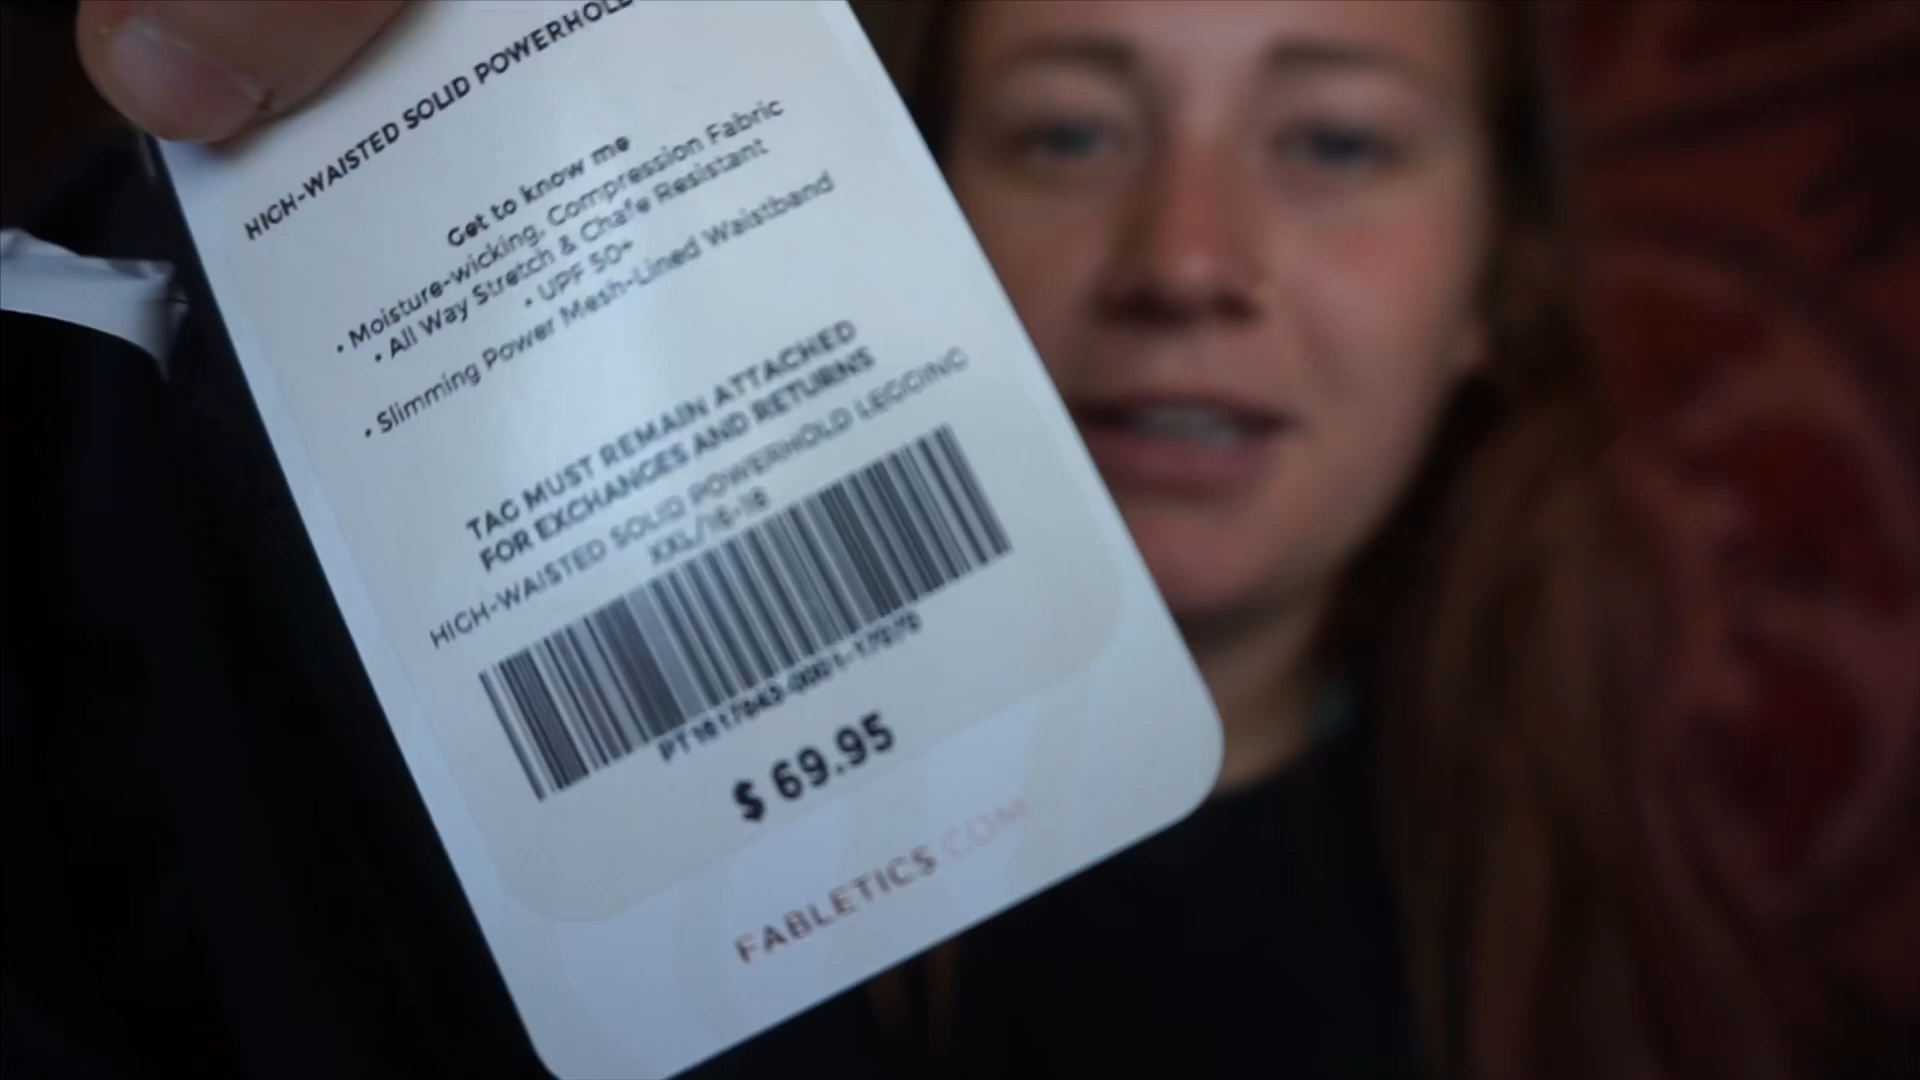 HIGH-WAISTED SOLID POWERHOLD
Get to know me
• Moisture-wicking, Compression Fabric
• All Way Stretch & Chafe Resistant
• UPF 50+
• Slimming Power Mesh-Lined Waistband
TAG MUST REMAIN ATTACHED
FOR EXCHANGES AND RETURNS
HIGH-WAISTED SOLID POWERHOLD LEGGING
XXL/16-18
$ 69.95
FABLETICS.COM